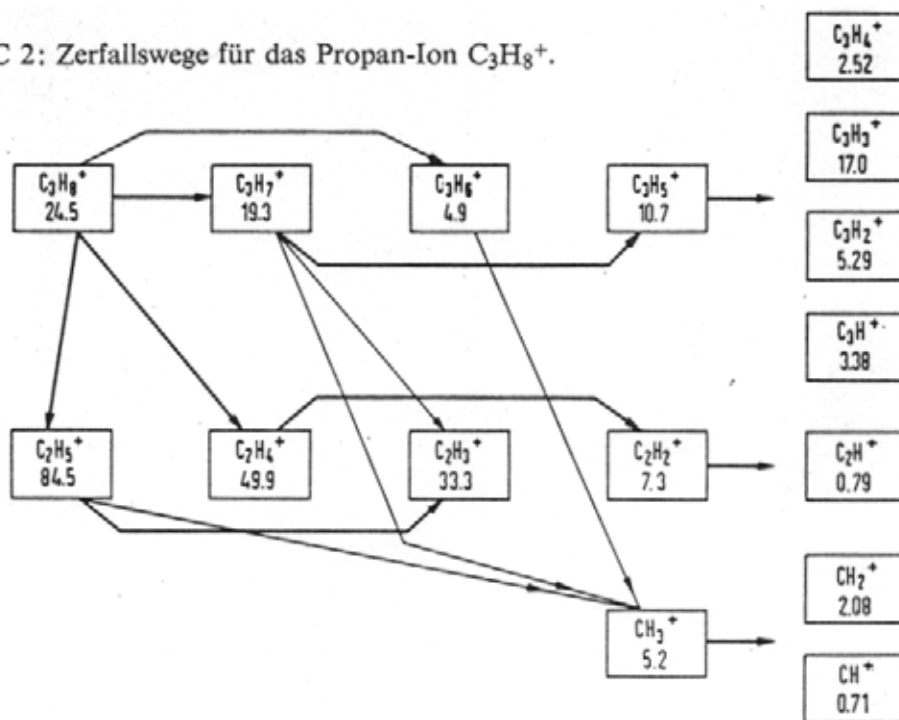 C 2: Zerfallswege für das Propan-Ion C₃H₈⁺.
C₃H₄⁺
2.52
C₃H₈⁺
24.5
C₃H₇⁺
19.3
C₃H₆⁺
4.9
C₃H₅⁺
10.7
C₃H₃⁺
17.0
C₃H₂⁺
5.29
C₃H⁺
3.38
C₂H₅⁺
84.5
C₂H₄⁺
49.9
C₂H₃⁺
33.3
C₂H₂⁺
7.3
C₂H⁺
0.79
CH₂⁺
2.08
CH₃⁺
5.2
CH⁺
0.71